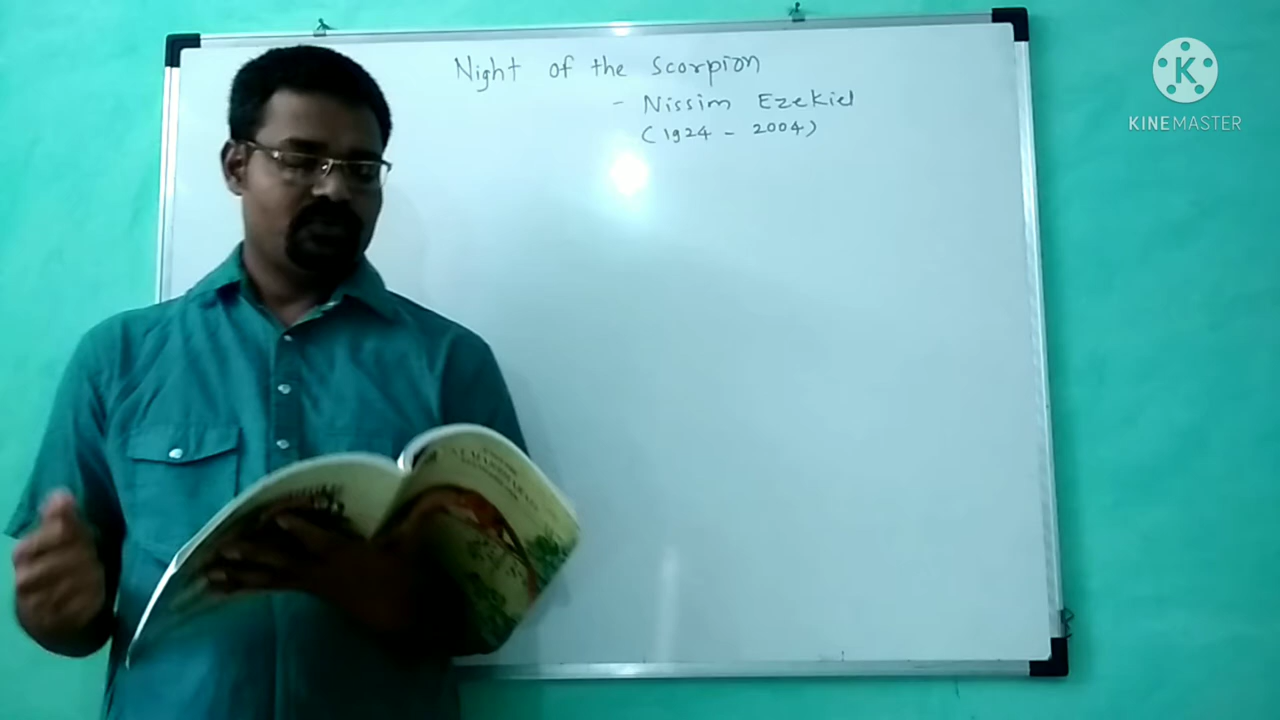 Night of the Scorpion
- Nissim Ezekiel
(1924 - 2004)
K
KINEMASTER